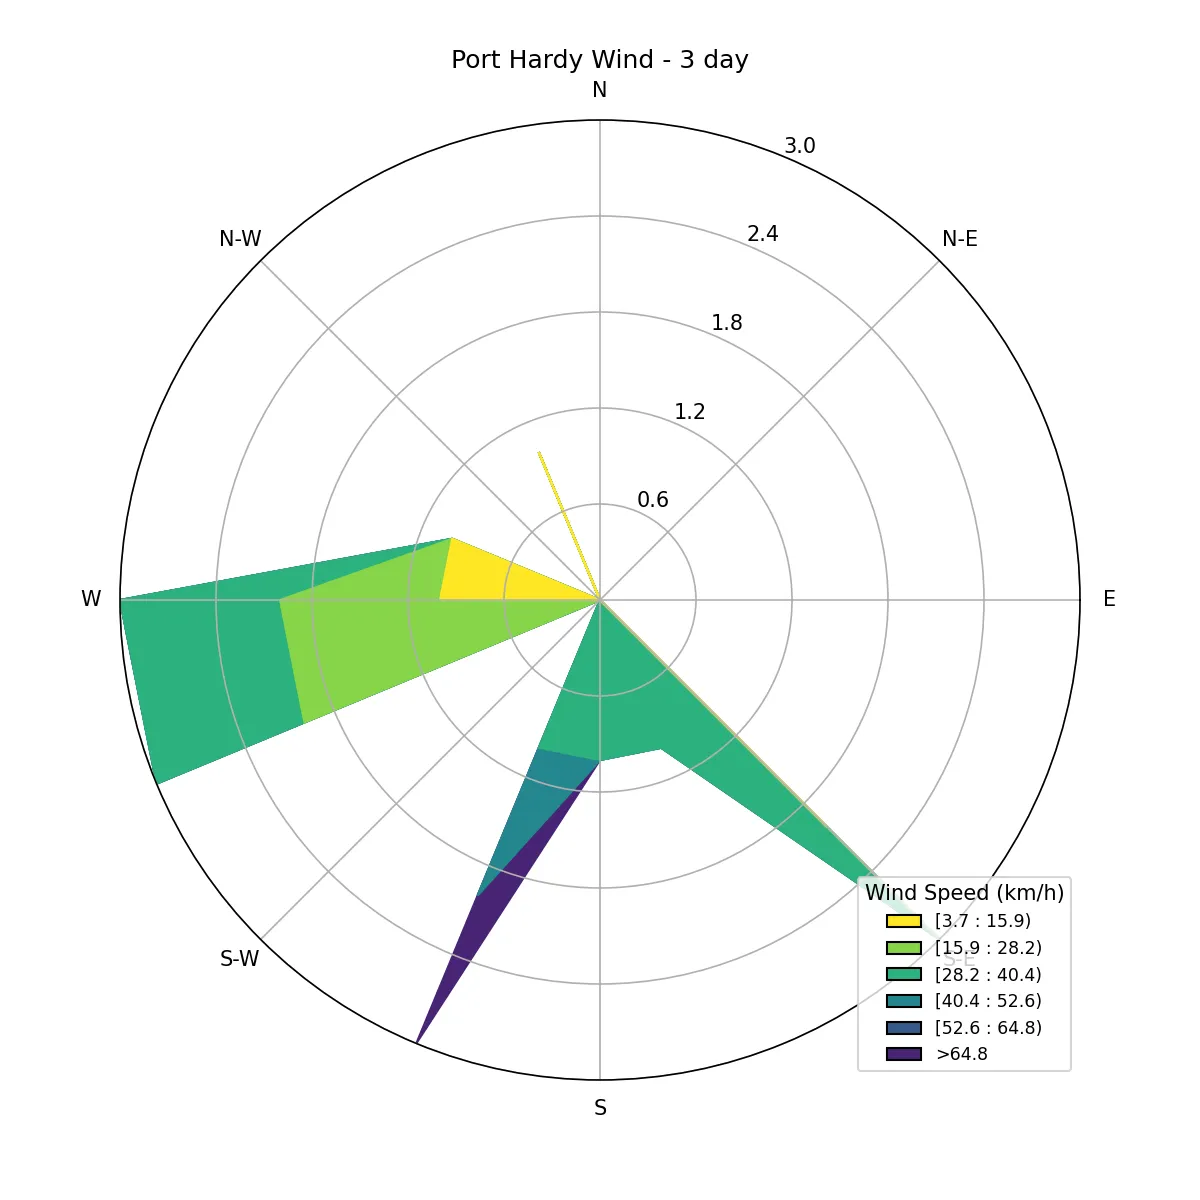 Port Hardy Wind - 3 day
N
3.0
N-W
N-E
2.4
1.8
1.2
0.6
W
E
S-W
S-E
S
Wind Speed (km/h)
[3.7 : 15.9)
[15.9 : 28.2)
[28.2 : 40.4)
[40.4 : 52.6)
[52.6 : 64.8)
>64.8